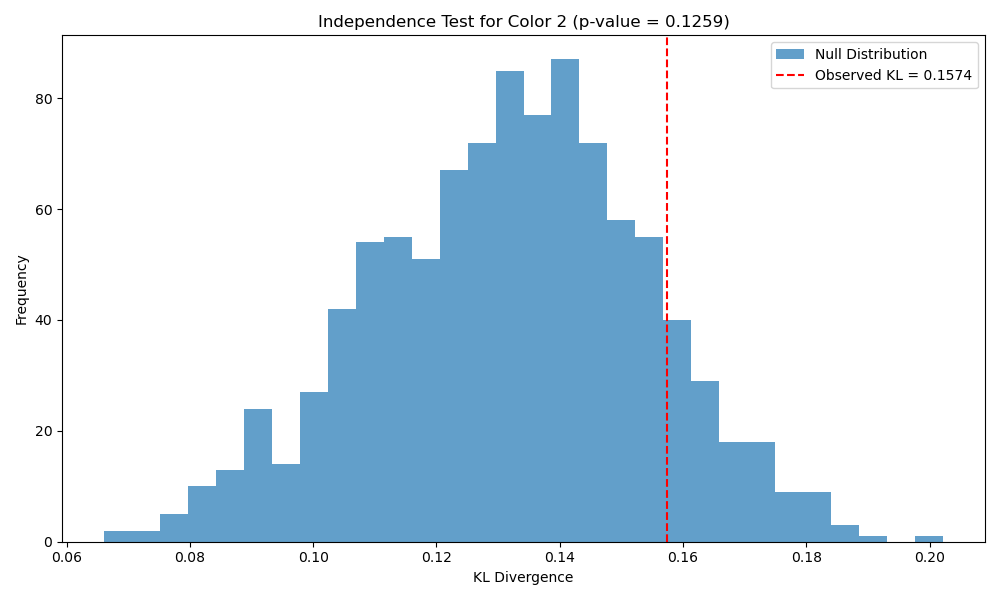 Independence Test for Color 2 (p-value = 0.1259)
Null Distribution
Observed KL = 0.1574
Frequency
80
60
40
20
0
0.06 0.08 0.10 0.12 0.14 0.16 0.18 0.20
KL Divergence